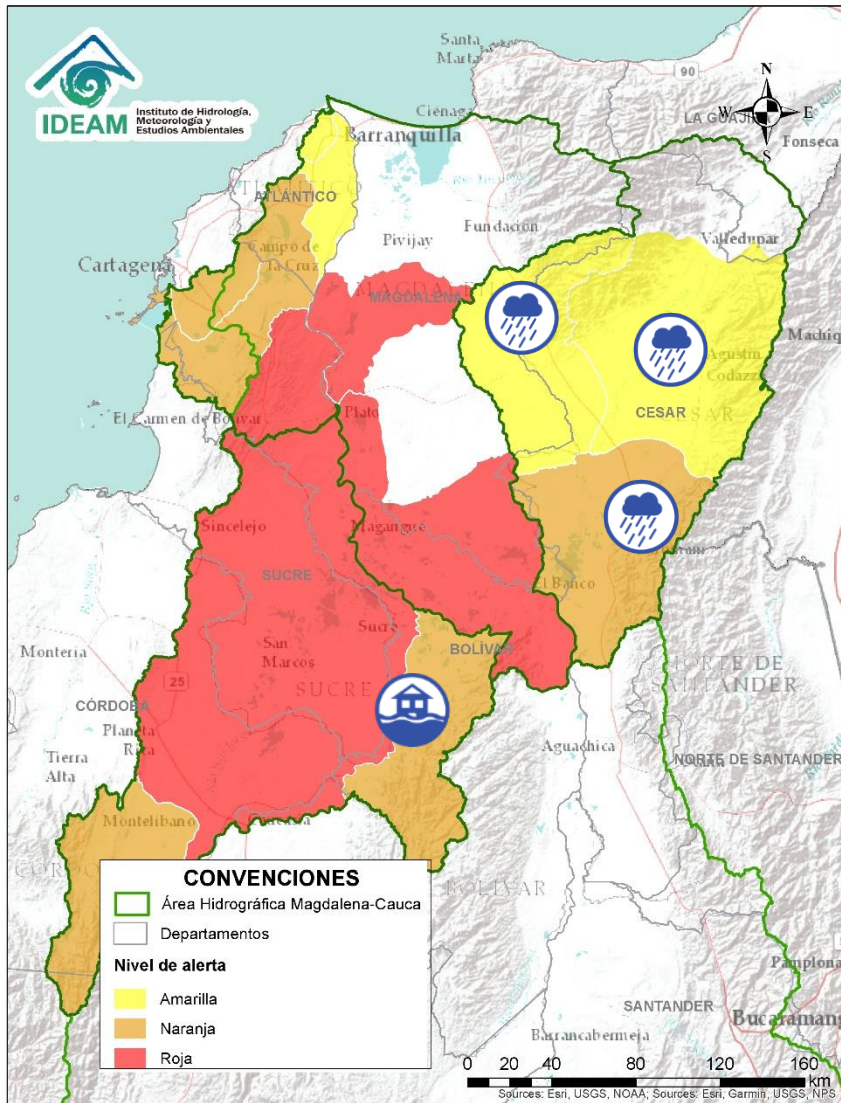 IDEAM
Instituto de Hidrología,
Meteorología y
Estudios Ambientales
Santa
Marta
90
N
W
E
S
LA GUAJIRA
Fonseca
Ciénaga
Barranquilla
ATLÁNTICO
Pivijay
Fundación
Valledupar
Campo de
la Cruz
Cartagena
MAGDALENA
Agustín
Codazzi
CESAR
El Carmen de Bolívar
Plato
Sincelejo
Magangué
SUCRE
El Banco
Montería
San
Marcos
Sucre
BOLÍVAR
SUCRE
25
NORTE DE
SANTANDER
CÓRDOBA
Planeta
Rica
Tierra
Alta
Aguachica
NORTE DE SANTANDER
Montelíbano
BOLÍVAR
CONVENCIONES
Área Hidrográfica Magdalena-Cauca
Departamentos
Nivel de alerta
Amarilla
Naranja
Roja
Pamplona
SANTANDER
Bucaramang
Barrancabermeja
0 20 40 80 120 160
km
Sources: Esri, USGS, NOAA; Sources: Esri, Garmin, USGS, NPS